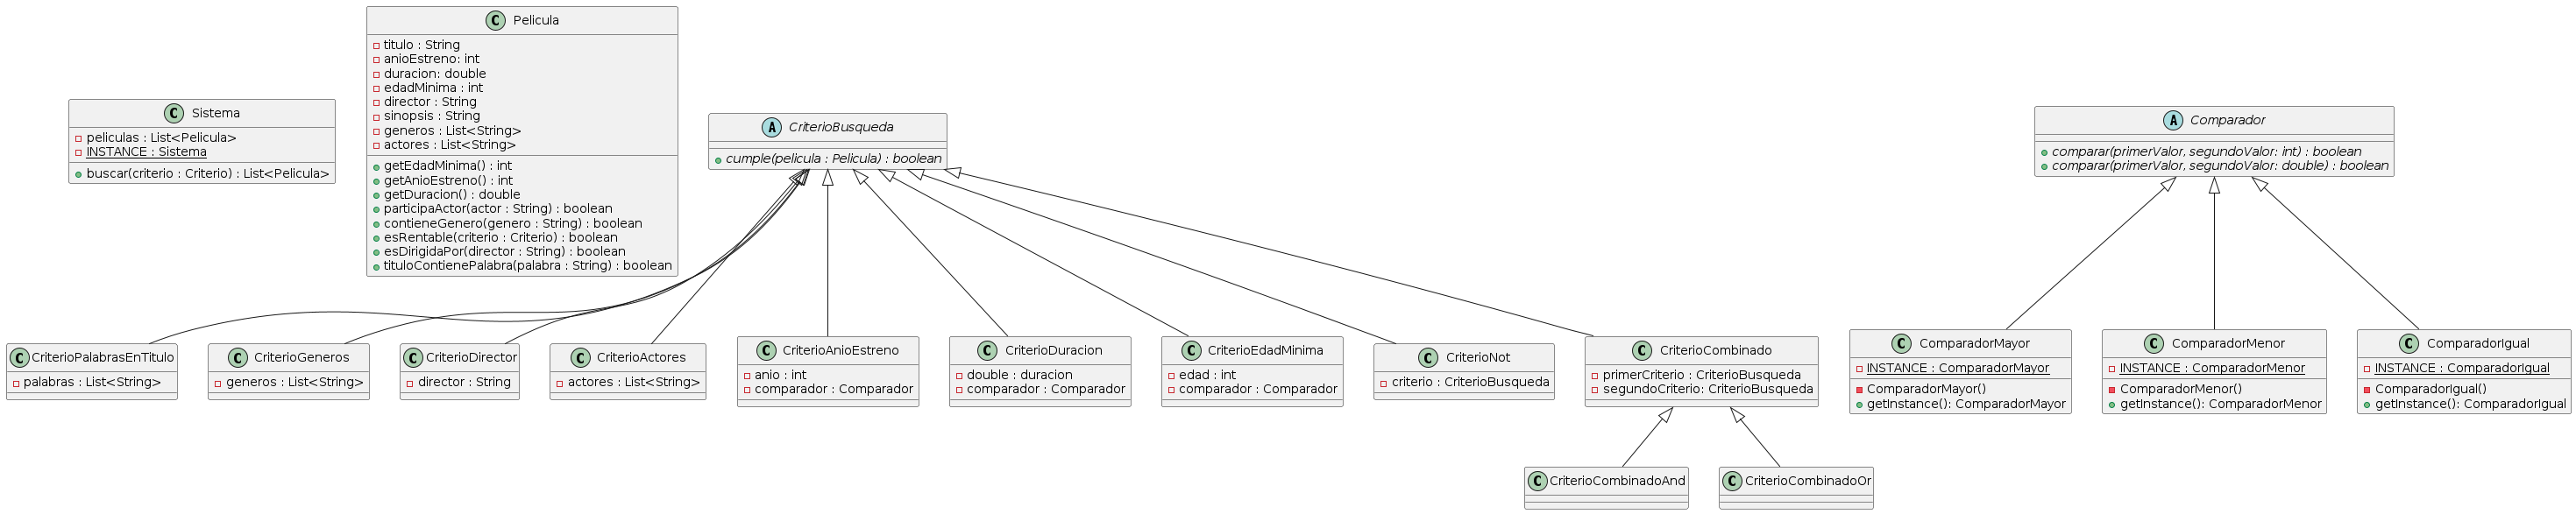 C Pelicula
titulo : String
anioEstreno: int
duracion: double
edadMinima : int
director : String
sinopsis : String
generos : List<String>
actores : List<String>
getEdadMinima() : int
getAnioEstreno() : int
getDuracion() : double
participaActor(actor : String) : boolean
contieneGenero(genero : String) : boolean
esRentable(criterio : Criterio) : boolean
esDirigidaPor(director : String) : boolean
tituloContienePalabra(palabra : String) : boolean
C Sistema
peliculas : List<Pelicula>
INSTANCE : Sistema
buscar(criterio : Criterio) : List<Pelicula>
A CriterioBusqueda
cumple(pelicula : Pelicula) : boolean
A Comparador
comparar(primerValor, segundoValor: int) : boolean
comparar(primerValor, segundoValor: double) : boolean
C CriterioPalabrasEnTitulo
palabras : List<String>
C CriterioGeneros
generos : List<String>
C CriterioDirector
director : String
C CriterioActores
actores : List<String>
C CriterioAnioEstreno
anio : int
comparador : Comparador
C CriterioDuracion
double : duracion
comparador : Comparador
C CriterioEdadMinima
edad : int
comparador : Comparador
C CriterioNot
criterio : CriterioBusqueda
C CriterioCombinado
primerCriterio : CriterioBusqueda
segundoCriterio: CriterioBusqueda
C ComparadorMayor
INSTANCE : ComparadorMayor
ComparadorMayor()
getInstance(): ComparadorMayor
C ComparadorMenor
INSTANCE : ComparadorMenor
ComparadorMenor()
getInstance(): ComparadorMenor
C ComparadorIgual
INSTANCE : ComparadorIgual
ComparadorIgual()
getInstance(): ComparadorIgual
C CriterioCombinadoAnd
C CriterioCombinadoOr